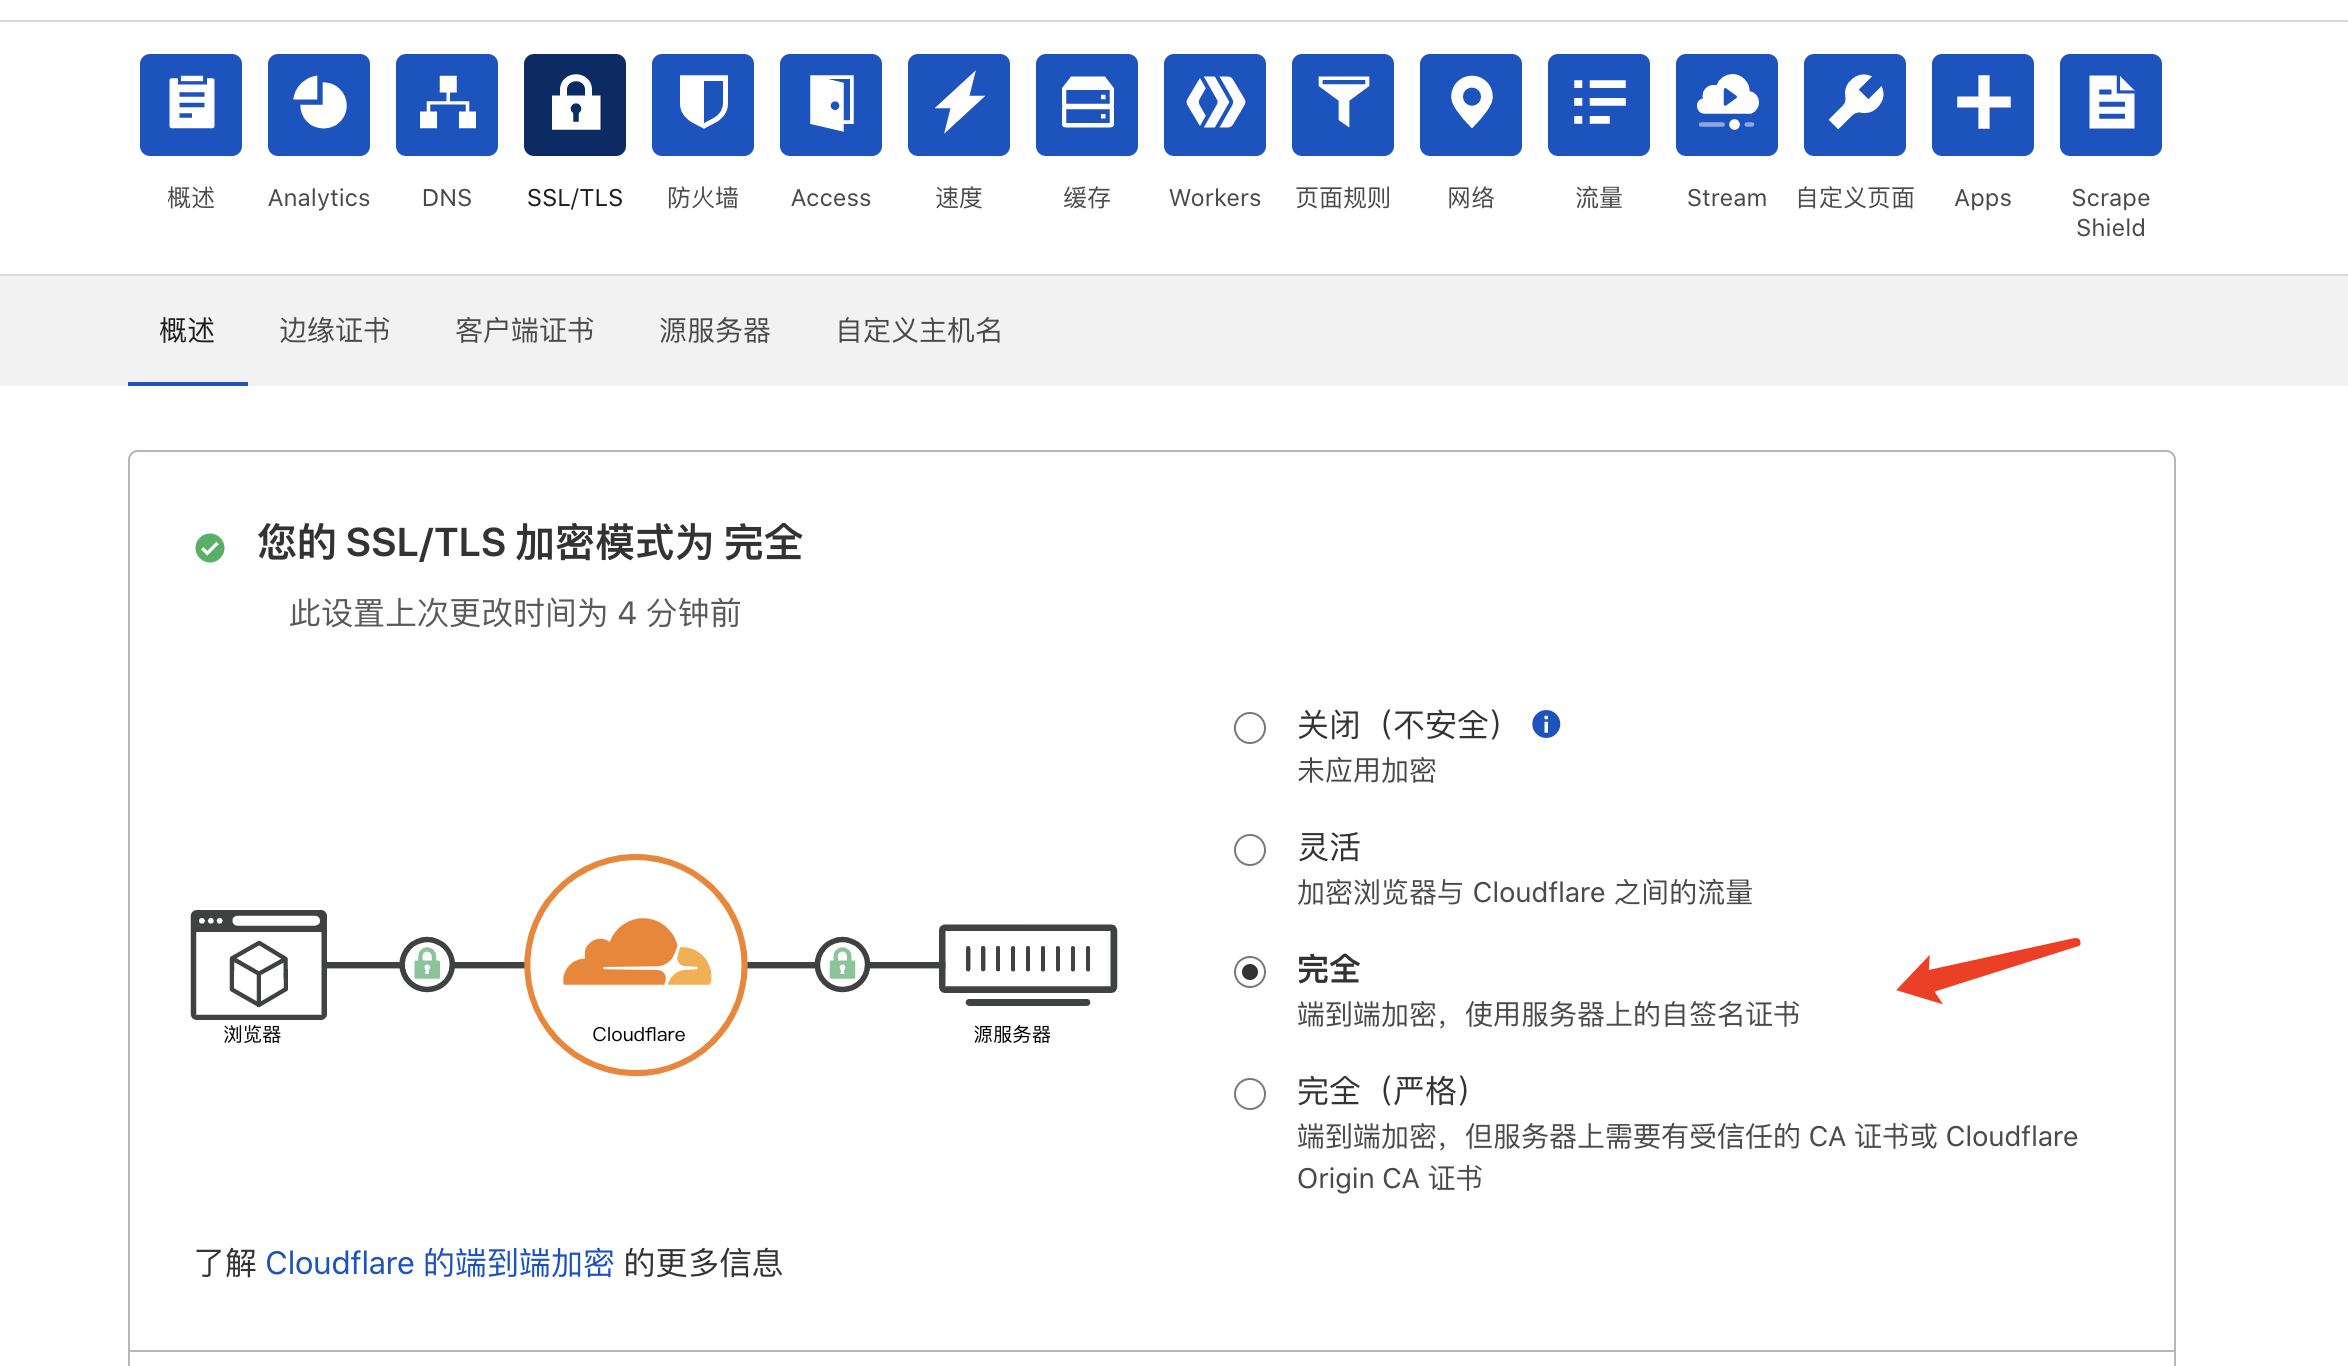 概述
Analytics
DNS
SSL/TLS
防火墙
Access
速度
缓存
Workers
页面规则
网络
流量
Stream
自定义页面
Apps
Scrape
Shield
概述
边缘证书
客户端证书
源服务器
自定义主机名
您的 SSL/TLS 加密模式为 完全
此设置上次更改时间为 4 分钟前
浏览器
Cloudflare
源服务器
关闭（不安全）
未应用加密
灵活
加密浏览器与 Cloudflare 之间的流量
完全
端到端加密，使用服务器上的自签名证书
完全（严格）
端到端加密，但服务器上需要有受信任的 CA 证书或 Cloudflare
Origin CA 证书
了解 Cloudflare 的端到端加密 的更多信息